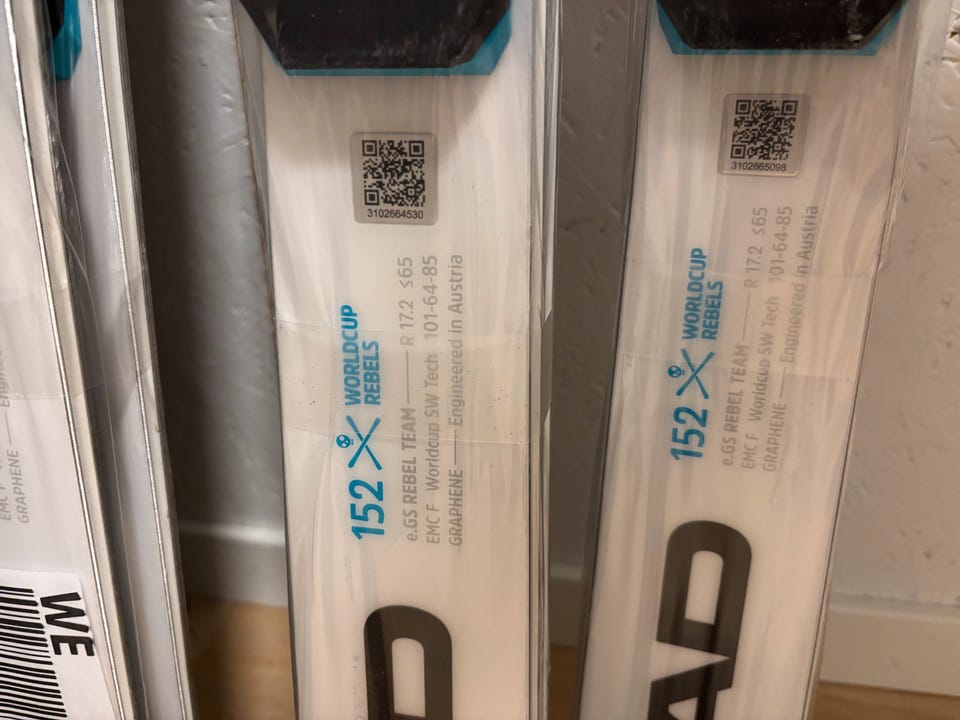 EMC F
GRAPHENE
WE
3102664530
152 WORLDCUP
REBELS
e.GS REBEL TEAM R 17.2 ≤65
EMC F Worldcup SW Tech 101-64-85
GRAPHENE Engineered in Austria
3102665098
152 WORLDCUP
REBELS
e.GS REBEL TEAM R 17.2 ≤65
EMC F Worldcup SW Tech 101-64-85
GRAPHENE Engineered in Austria